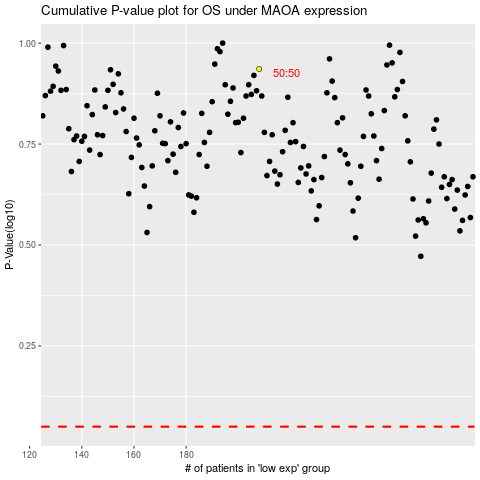 Cumulative P-value plot for OS under MAOA expression
1.00
50:50
0.75
P-Value(log10)
0.50
0.25
120 140 160 180
# of patients in 'low exp' group